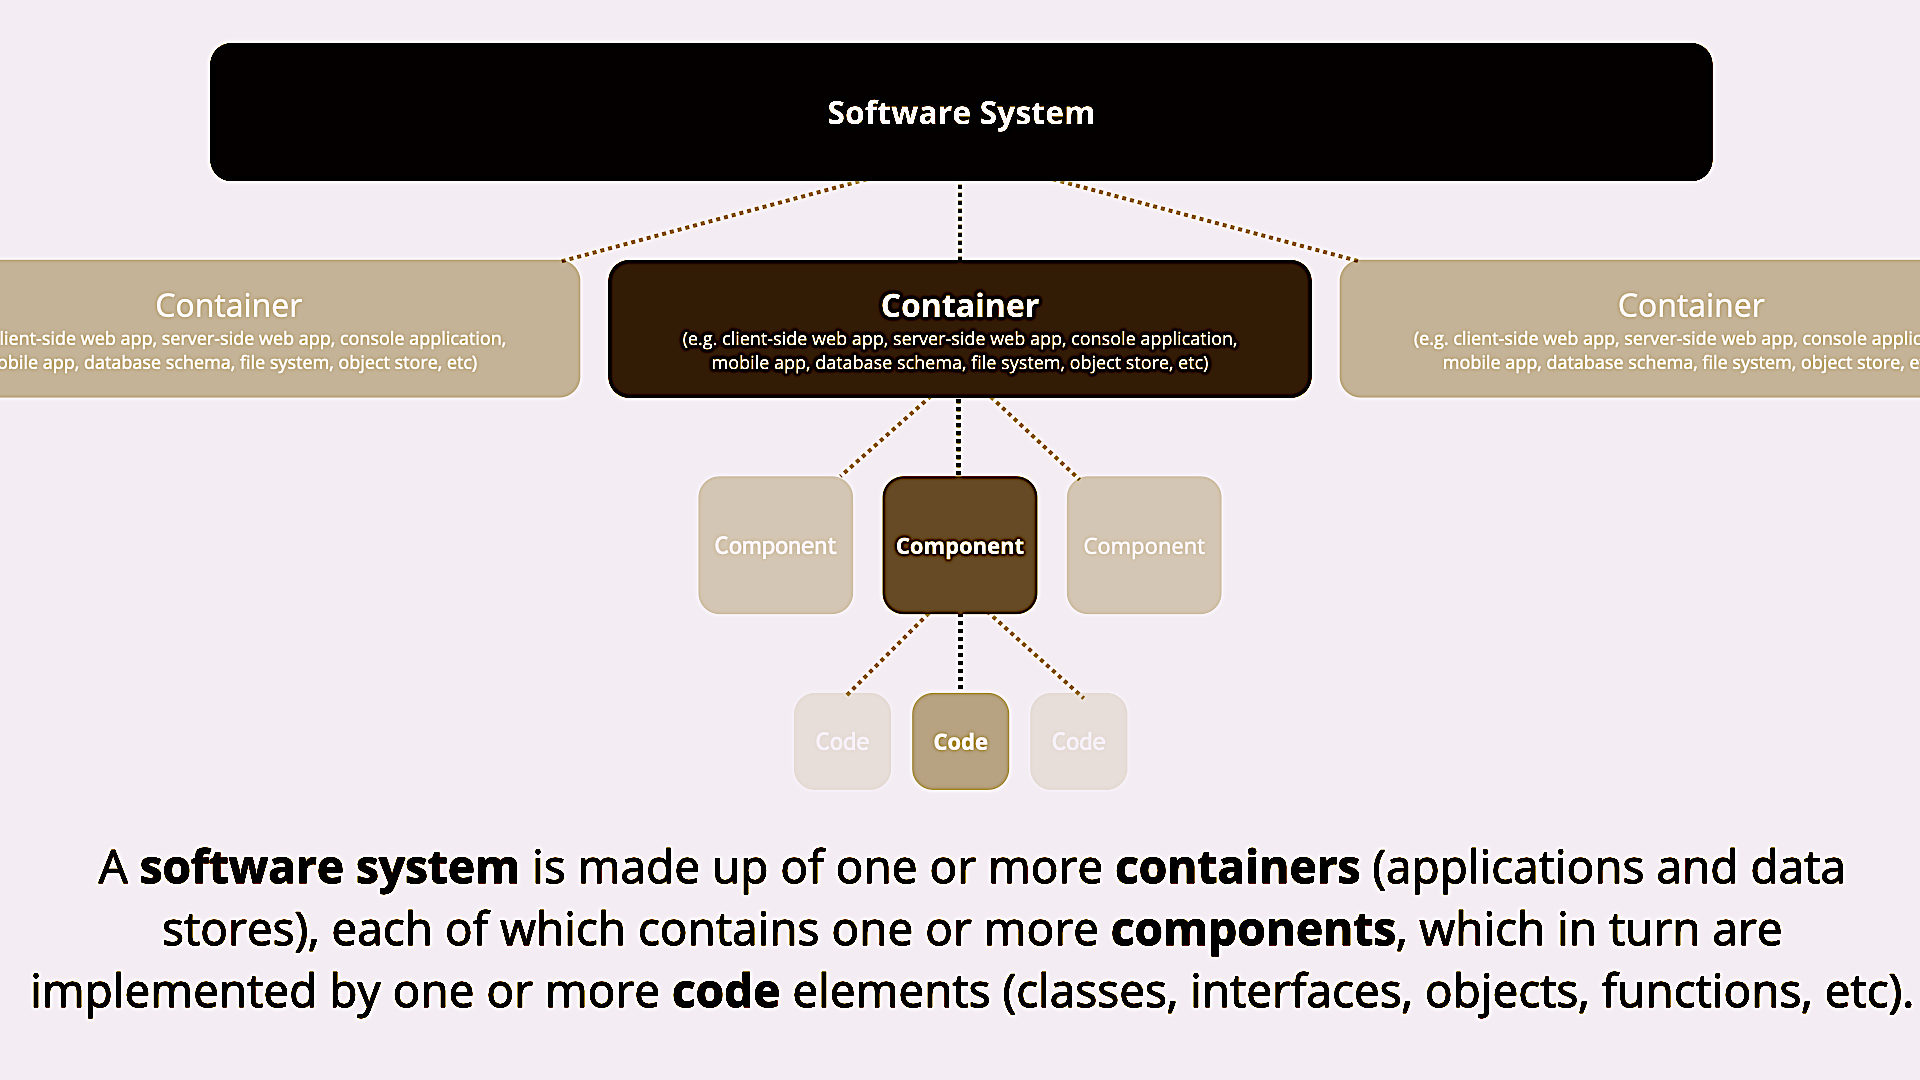 Software System
Container
lient-side web app, server-side web app, console application,
obile app, database schema, file system, object store, etc)
Container
(e.g. client-side web app, server-side web app, console application,
mobile app, database schema, file system, object store, etc)
Container
(e.g. client-side web app, server-side web app, console applic
mobile app, database schema, file system, object store, e
Component
Component
Component
Code
Code
Code
A software system is made up of one or more containers (applications and data
stores), each of which contains one or more components, which in turn are
implemented by one or more code elements (classes, interfaces, objects, functions, etc).